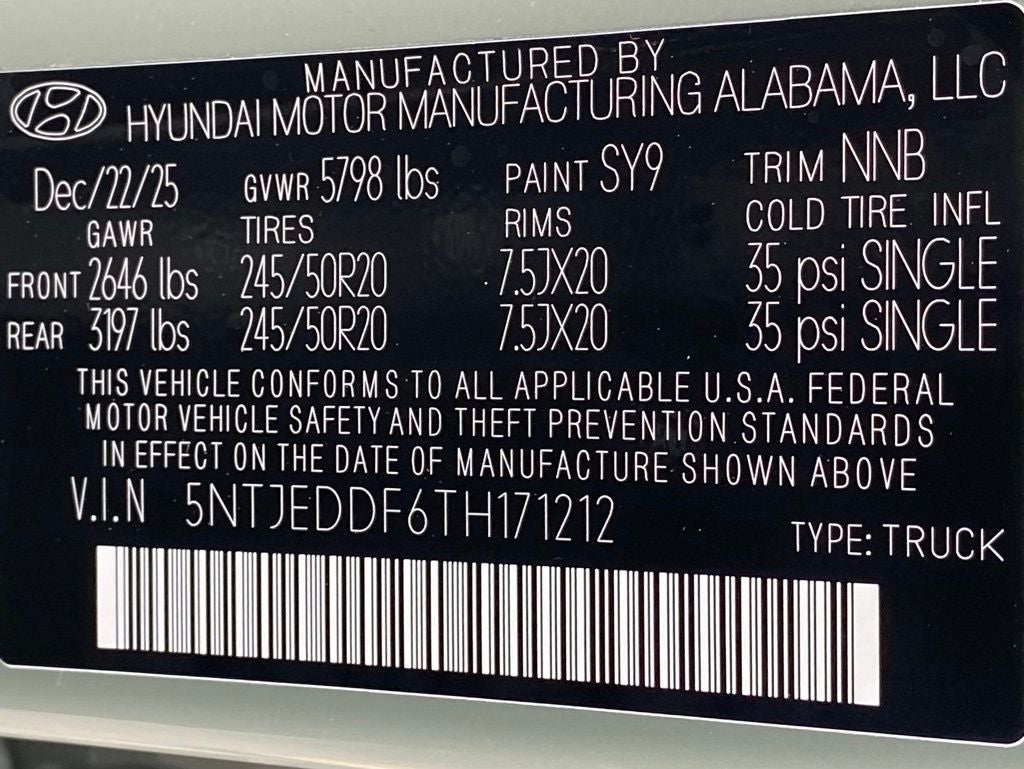 MANUFACTURED BY
HYUNDAI MOTOR MANUFACTURING ALABAMA, LLC
Dec/22/25 GVWR 5798 lbs PAINT SY9 TRIM NNB
GAWR TIRES RIMS COLD TIRE INFL
FRONT 2646 lbs 245/50R20 7.5JX20 35 psi SINGLE
REAR 3197 lbs 245/50R20 7.5JX20 35 psi SINGLE
THIS VEHICLE CONFORMS TO ALL APPLICABLE U.S.A. FEDERAL
MOTOR VEHICLE SAFETY AND THEFT PREVENTION STANDARDS
IN EFFECT ON THE DATE OF MANUFACTURE SHOWN ABOVE
V.I.N 5NTJEDDF6TH171212
TYPE: TRUCK